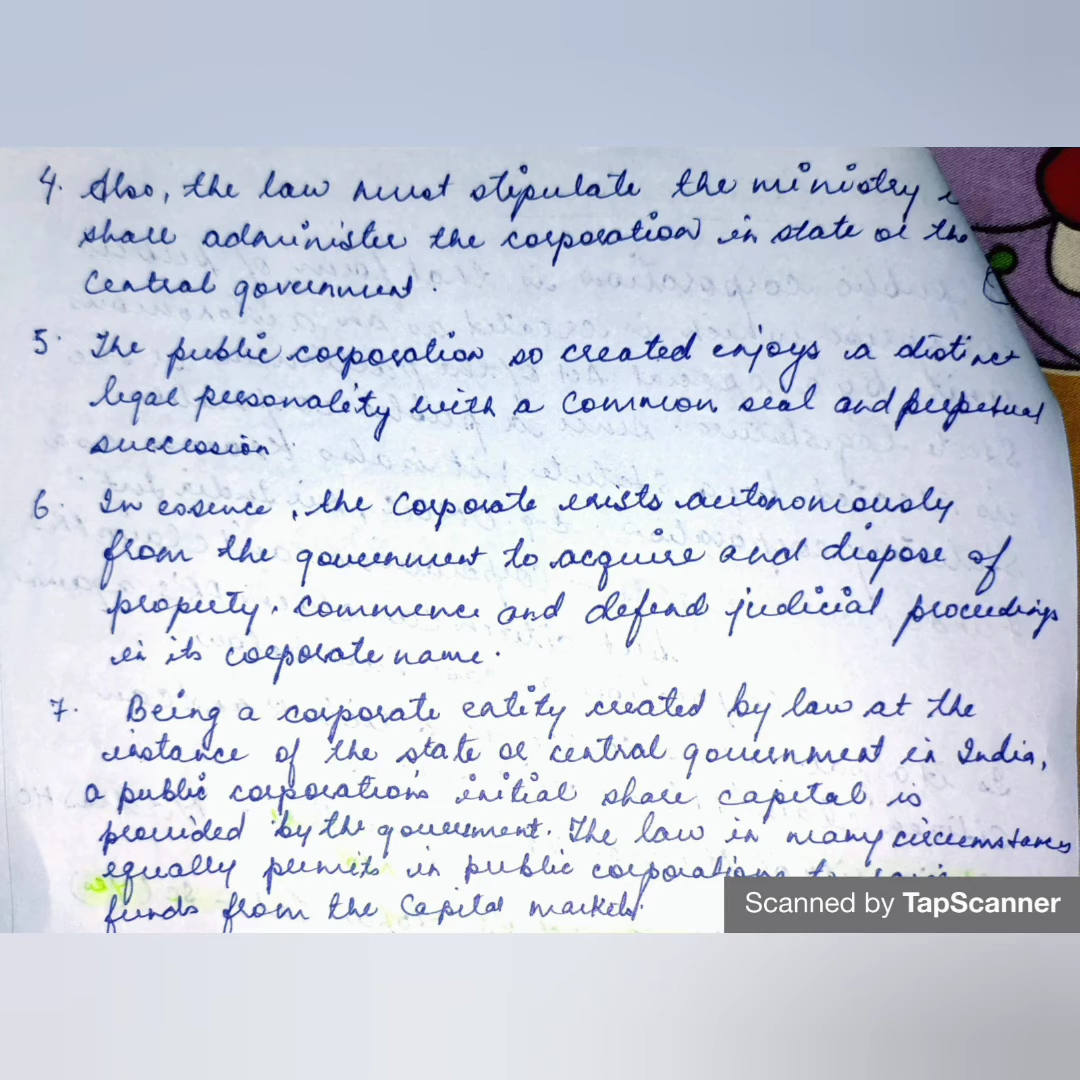 4. Also, the law must stipulate the ministry
share administer the corporation in state or the
Central government.
5. The public corporation so created enjoys a distinct
legal personality with a common seal and perpetual
succession
6. In essence, the Corporate exists autonomously
from the government to acquire and dispose of
property. commence and defend judicial proceedings
in its corporate name.
7. Being a corporate entity created by law at the
instance of the state or central government in India,
a public corporation's initial share capital is
provided by the government. The law in many circumstances
equally permits in public corporations to
funds from the Capital markets.
Scanned by TapScanner